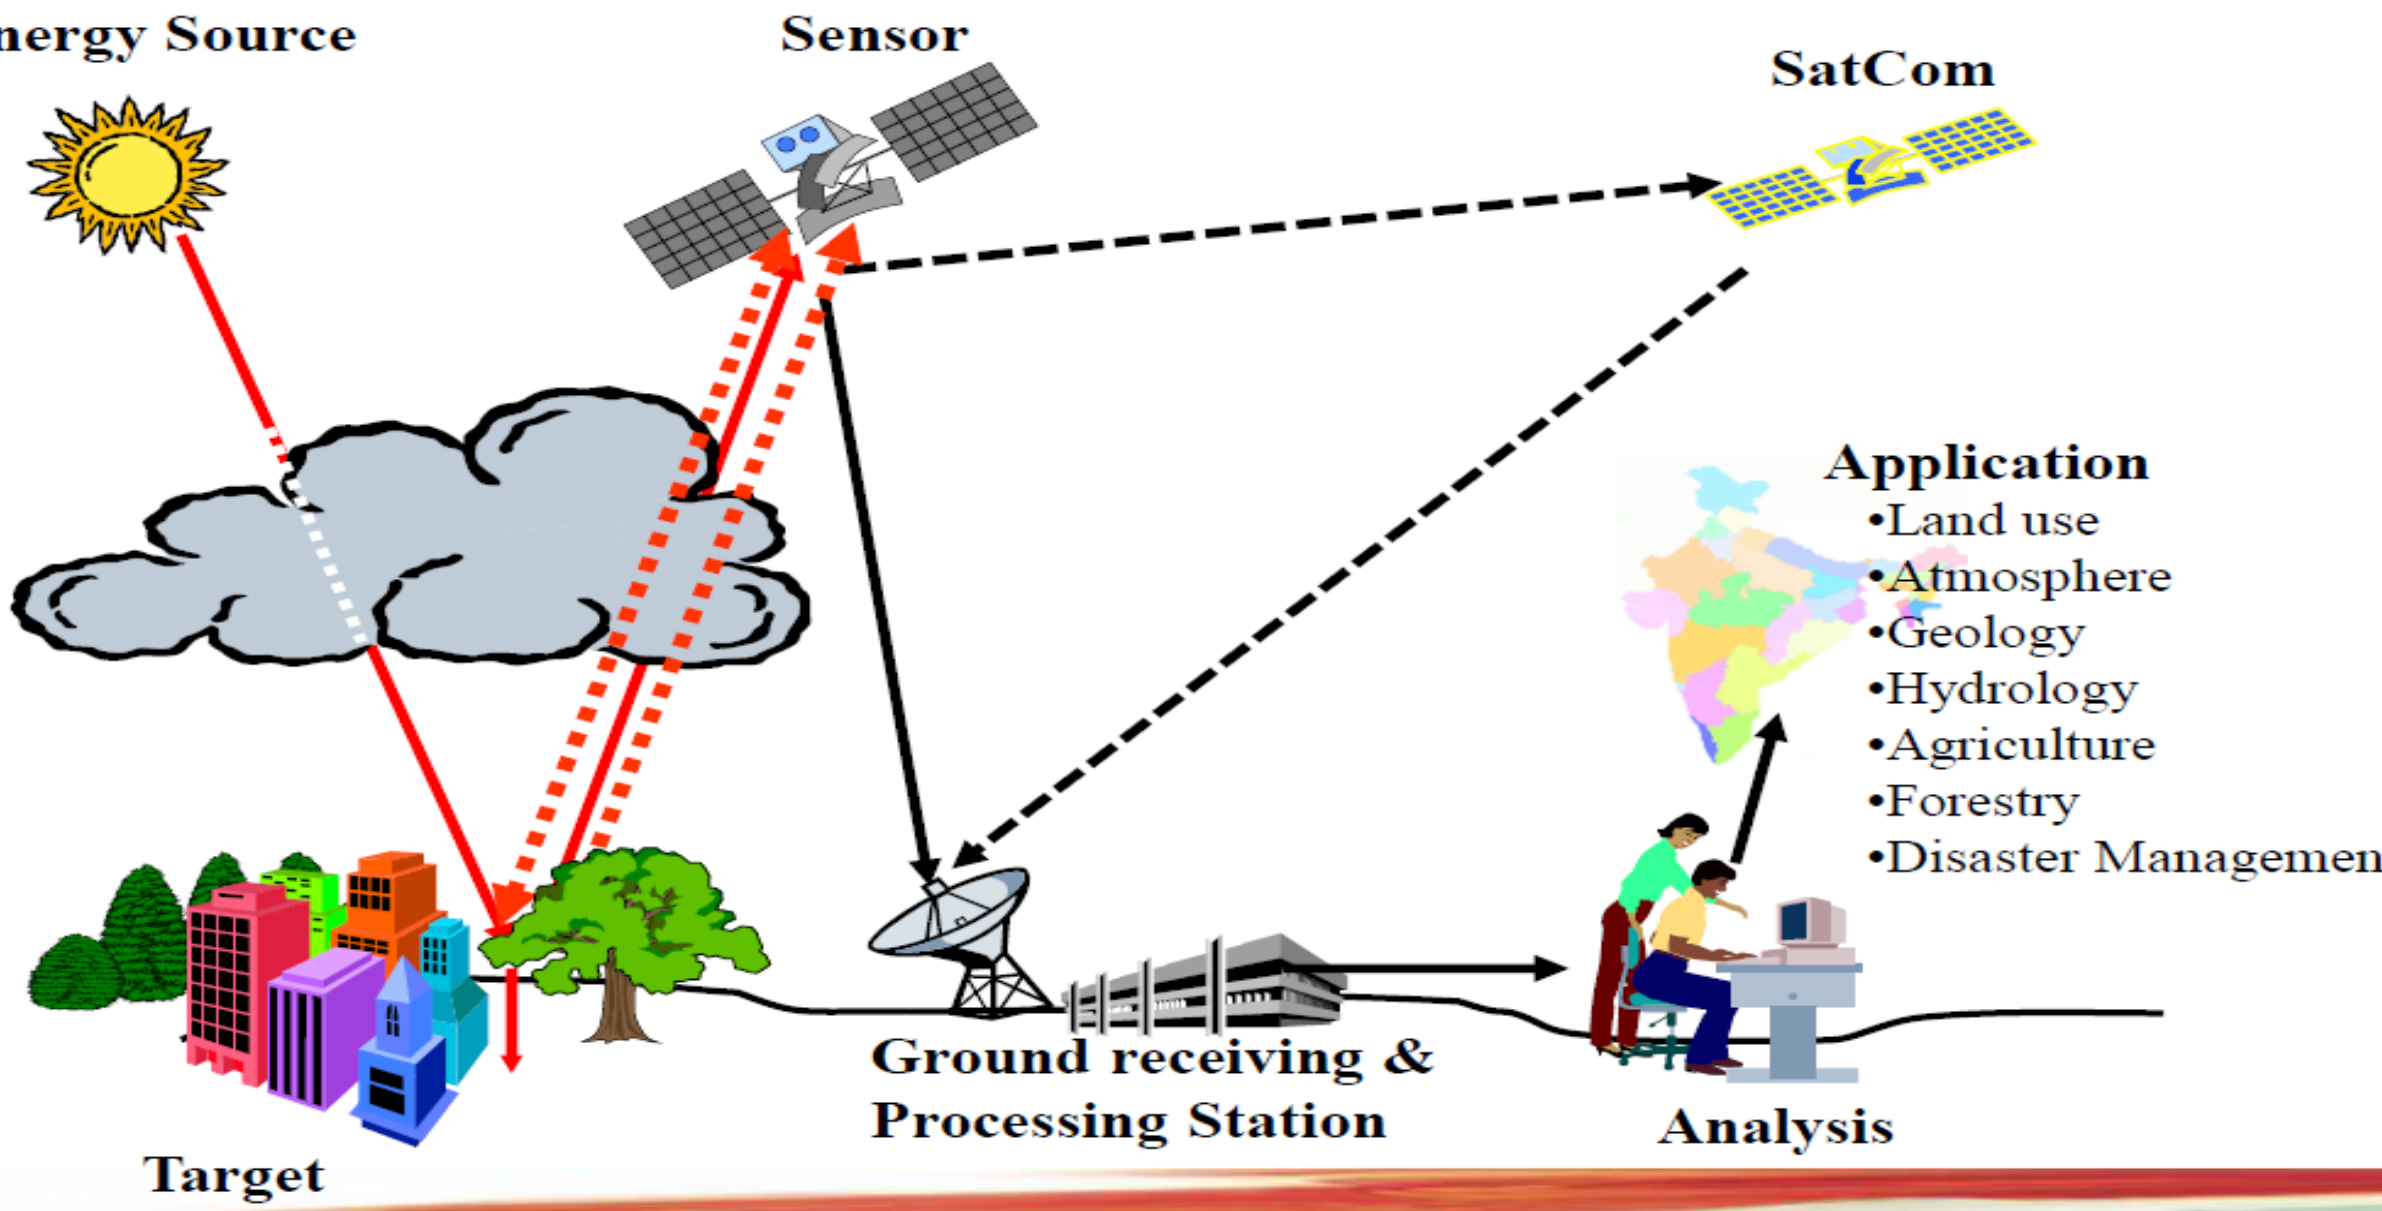 nergy Source
Sensor
SatCom
Application
•Land use
•Atmosphere
•Geology
•Hydrology
•Agriculture
•Forestry
•Disaster Managemen
Ground receiving &
Processing Station
Analysis
Target